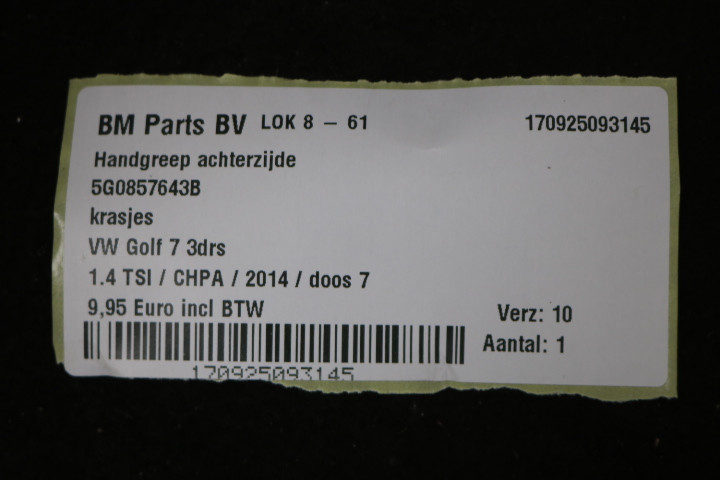 BM Parts BV LOK 8 – 61 170925093145
Handgreep achterzijde
5G0857643B
krasjes
VW Golf 7 3drs
1.4 TSI / CHPA / 2014 / doos 7
9,95 Euro incl BTW Verz: 10
Aantal: 1
170925093145